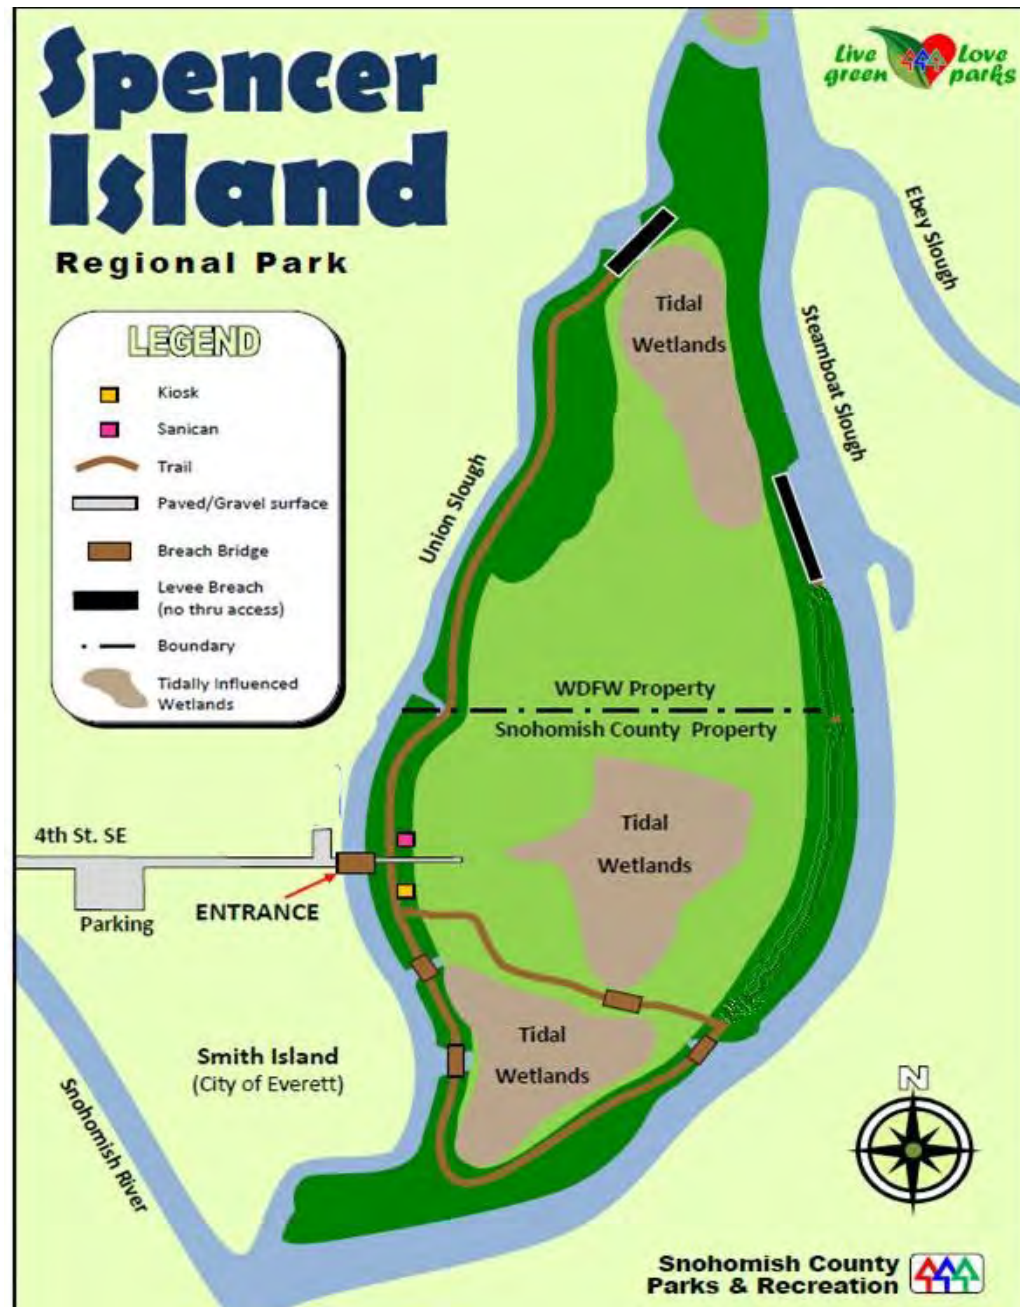 Spencer
Island
Regional Park
Live Love
green parks
LEGEND
Kiosk
Sanican
Trail
Paved/Gravel surface
Breach Bridge
Levee Breach
(no thru access)
Boundary
Tidally Influenced
Wetlands
Ebey Slough
Steamboat Slough
Union Slough
Tidal
Wetlands
WDFW Property
Snohomish County Property
Tidal
Wetlands
4th St. SE
Parking
ENTRANCE
Tidal
Wetlands
Smith Island
(City of Everett)
Snohomish River
N
Snohomish County
Parks & Recreation